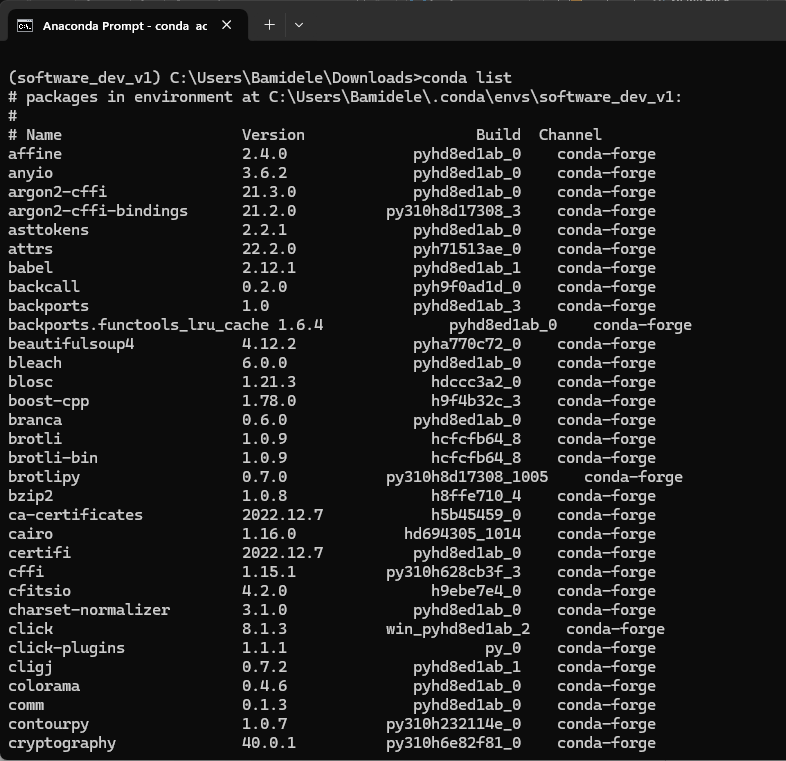 Anaconda Prompt - conda ac
(software_dev_v1) C:\Users\Bamidele\Downloads>conda list
# packages in environment at C:\Users\Bamidele\.conda\envs\software_dev_v1:
#
# Name                    Version                   Build  Channel
affine                    2.4.0              pyhd8ed1ab_0    conda-forge
anyio                     3.6.2              pyhd8ed1ab_0    conda-forge
argon2-cffi               21.3.0             pyhd8ed1ab_0    conda-forge
argon2-cffi-bindings      21.2.0          py310h8d17308_3    conda-forge
asttokens                 2.2.1              pyhd8ed1ab_0    conda-forge
attrs                     22.2.0             pyh71513ae_0    conda-forge
babel                     2.12.1             pyhd8ed1ab_1    conda-forge
backcall                  0.2.0              pyh9f0ad1d_0    conda-forge
backports                 1.0                pyhd8ed1ab_3    conda-forge
backports.functools_lru_cache 1.6.4              pyhd8ed1ab_0    conda-forge
beautifulsoup4            4.12.2             pyha770c72_0    conda-forge
bleach                    6.0.0              pyhd8ed1ab_0    conda-forge
blosc                     1.21.3               hdccc3a2_0    conda-forge
boost-cpp                 1.78.0               h9f4b32c_3    conda-forge
branca                    0.6.0              pyhd8ed1ab_0    conda-forge
brotli                    1.0.9                hcfcfb64_8    conda-forge
brotli-bin                1.0.9                hcfcfb64_8    conda-forge
brotlipy                  0.7.0           py310h8d17308_1005    conda-forge
bzip2                     1.0.8                h8ffe710_4    conda-forge
ca-certificates           2022.12.7            h5b45459_0    conda-forge
cairo                     1.16.0            hd694305_1014    conda-forge
certifi                   2022.12.7          pyhd8ed1ab_0    conda-forge
cffi                      1.15.1          py310h628cb3f_3    conda-forge
cfitsio                   4.2.0                h9ebe7e4_0    conda-forge
charset-normalizer        3.1.0              pyhd8ed1ab_0    conda-forge
click                     8.1.3           win_pyhd8ed1ab_2    conda-forge
click-plugins             1.1.1                      py_0    conda-forge
cligj                     0.7.2              pyhd8ed1ab_1    conda-forge
colorama                  0.4.6              pyhd8ed1ab_0    conda-forge
comm                      0.1.3              pyhd8ed1ab_0    conda-forge
contourpy                 1.0.7           py310h232114e_0    conda-forge
cryptography              40.0.1          py310h6e82f81_0    conda-forge